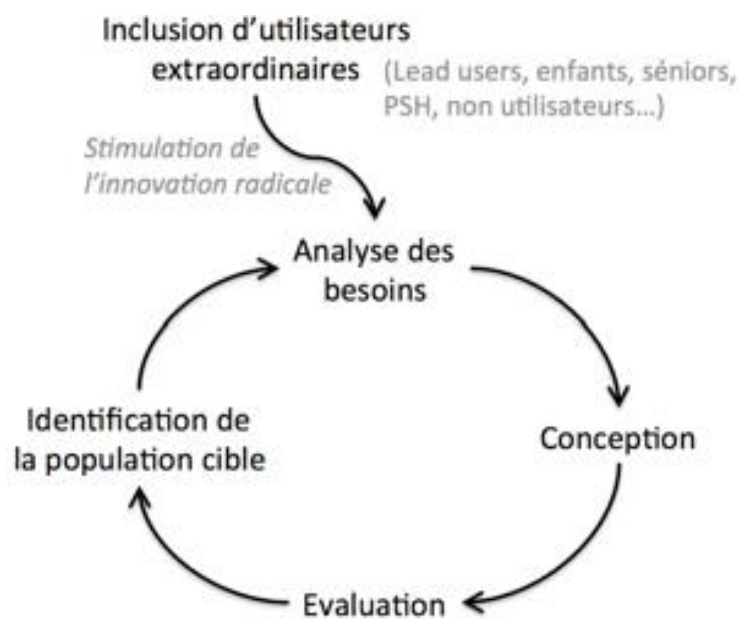 Inclusion d'utilisateurs
extraordinaires (Lead users, enfants, séniors,
PSH, non utilisateurs...)
Stimulation de
l'innovation radicale
Analyse des
besoins
Conception
Evaluation
Identification de
la population cible